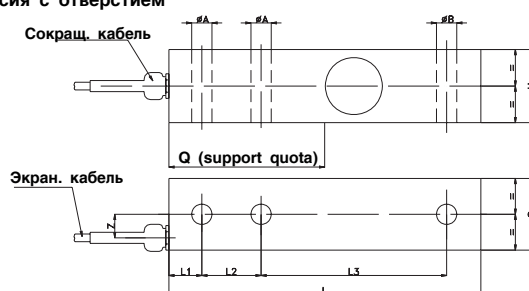 сия с отверстием
øA
øA
øB
Сокращ. кабель
=
=
Q (support quota)
Экран. кабель
Z
=
=
L1
L2
L3